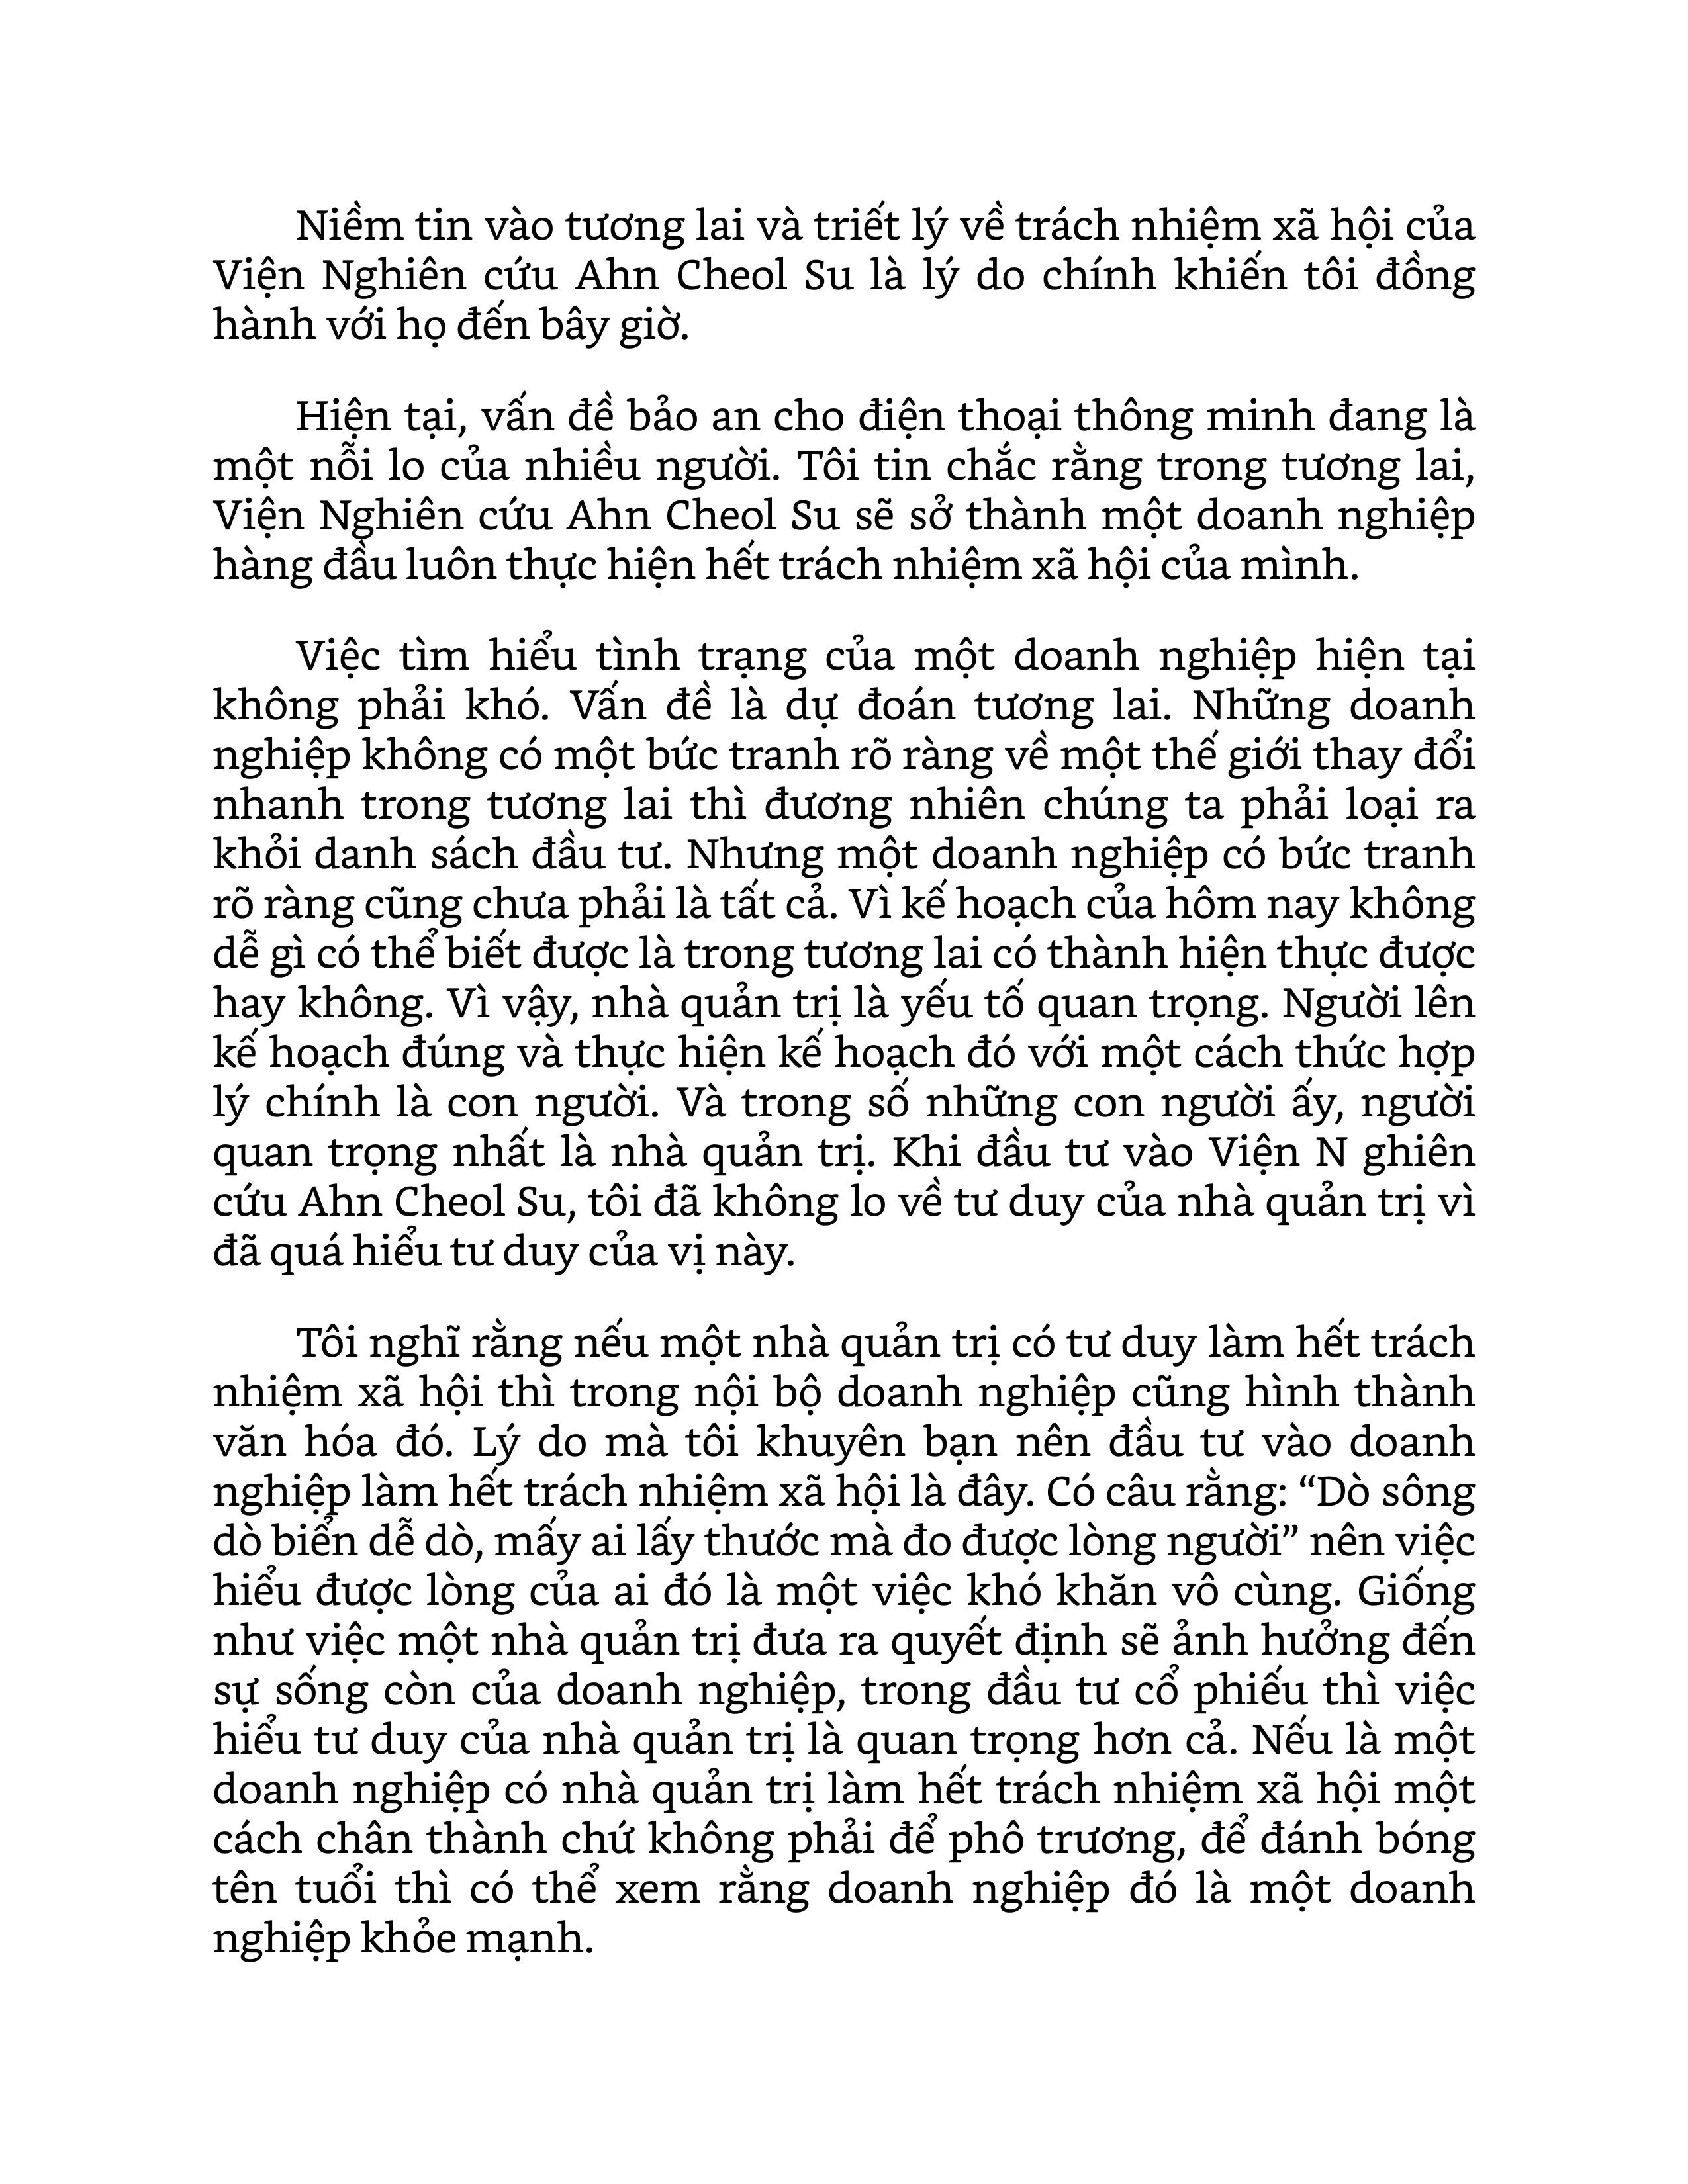 Niềm tin vào tương lai và triết lý về trách nhiệm xã hội của
Viện Nghiên cứu Ahn Cheol Su là lý do chính khiến tôi đồng
hành với họ đến bây giờ.
Hiện tại, vấn đề bảo an cho điện thoại thông minh đang là
một nỗi lo của nhiều người. Tôi tin chắc rằng trong tương lai,
Viện Nghiên cứu Ahn Cheol Su sẽ sở thành một doanh nghiệp
hàng đầu luôn thực hiện hết trách nhiệm xã hội của mình.
Việc tìm hiểu tình trạng của một doanh nghiệp hiện tại
không phải khó. Vấn đề là dự đoán tương lai. Những doanh
nghiệp không có một bức tranh rõ ràng về một thế giới thay đổi
nhanh trong tương lai thì đương nhiên chúng ta phải loại ra
khỏi danh sách đầu tư. Nhưng một doanh nghiệp có bức tranh
rõ ràng cũng chưa phải là tất cả. Vì kế hoạch của hôm nay không
dễ gì có thể biết được là trong tương lai có thành hiện thực được
hay không. Vì vậy, nhà quản trị là yếu tố quan trọng. Người lên
kế hoạch đúng và thực hiện kế hoạch đó với một cách thức hợp
lý chính là con người. Và trong số những con người ấy, người
quan trọng nhất là nhà quản trị. Khi đầu tư vào Viện N ghiên
cứu Ahn Cheol Su, tôi đã không lo về tư duy của nhà quản trị vì
đã quá hiểu tư duy của vị này.
Tôi nghĩ rằng nếu một nhà quản trị có tư duy làm hết trách
nhiệm xã hội thì trong nội bộ doanh nghiệp cũng hình thành
văn hóa đó. Lý do mà tôi khuyên bạn nên đầu tư vào doanh
nghiệp làm hết trách nhiệm xã hội là đây. Có câu rằng: “Dò sông
dò biển dễ dò, mấy ai lấy thước mà đo được lòng người” nên việc
hiểu được lòng của ai đó là một việc khó khăn vô cùng. Giống
như việc một nhà quản trị đưa ra quyết định sẽ ảnh hưởng đến
sự sống còn của doanh nghiệp, trong đầu tư cổ phiếu thì việc
hiểu tư duy của nhà quản trị là quan trọng hơn cả. Nếu là một
doanh nghiệp có nhà quản trị làm hết trách nhiệm xã hội một
cách chân thành chứ không phải để phô trương, để đánh bóng
tên tuổi thì có thể xem rằng doanh nghiệp đó là một doanh
nghiệp khỏe mạnh.